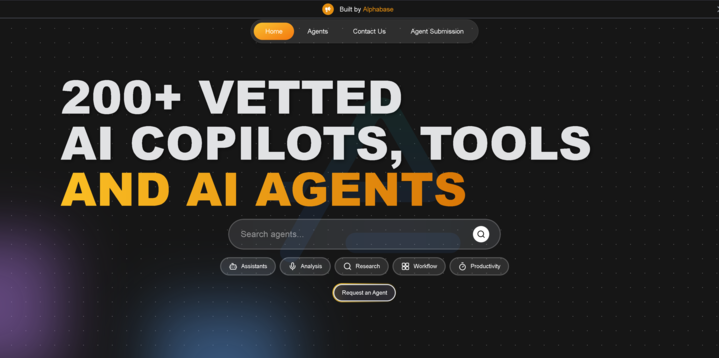 Built by Alphabase
Home Agents Contact Us Agent Submission
200+ VETTED
AI COPILOTS, TOOLS
AND AI AGENTS
Search agents...
Assistants Analysis Research Workflow Productivity
Request an Agent